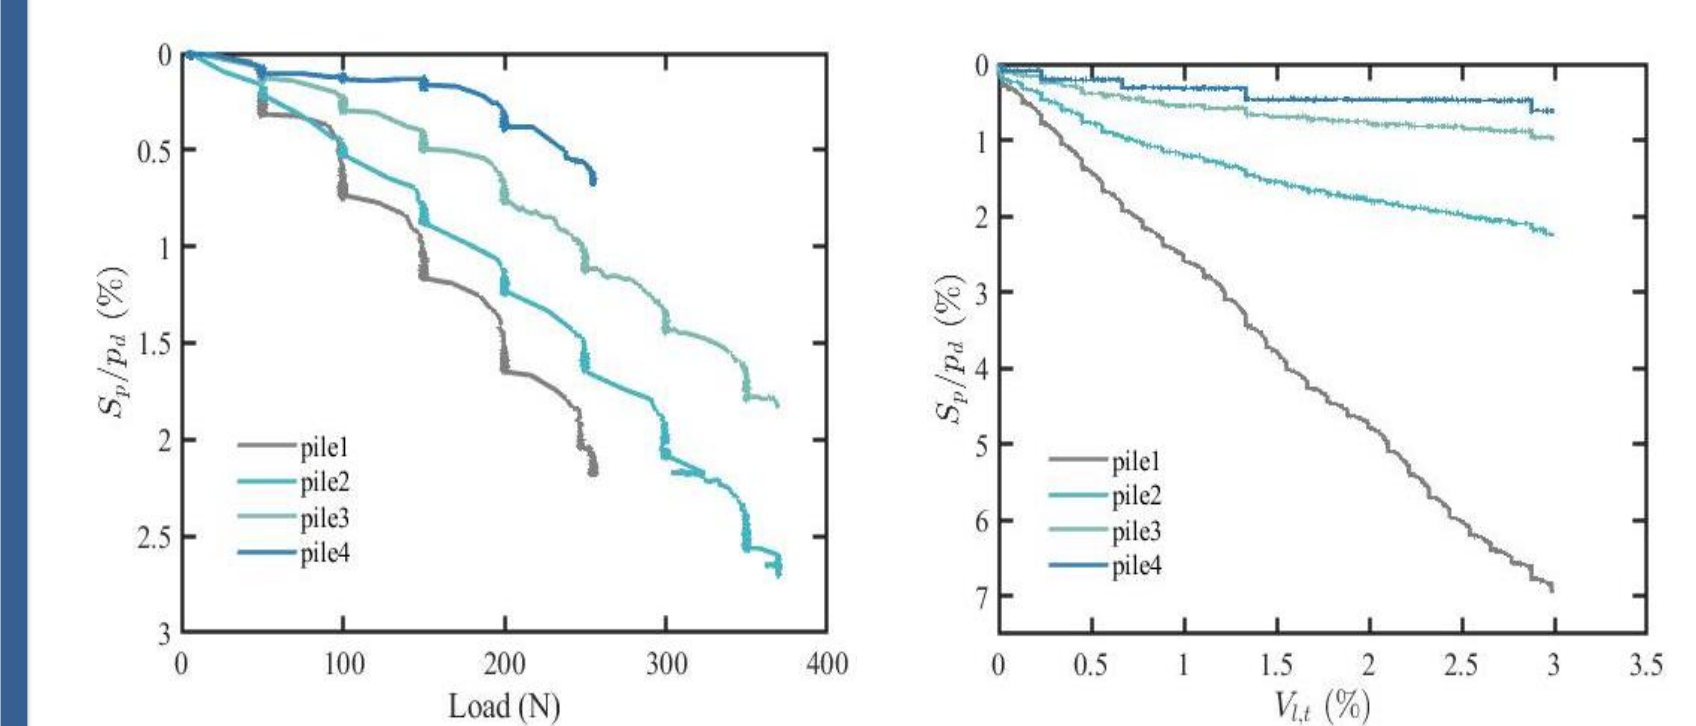 0
0.5
1
1.5
2
2.5
3
S_p/p_d (%)
pile1
pile2
pile3
pile4
0 100 200 300 400
Load (N)
0
1
2
3
4
5
6
7
S_p/p_d (%)
pile1
pile2
pile3
pile4
0 0.5 1 1.5 2 2.5 3 3.5
V_{l,t} (%)